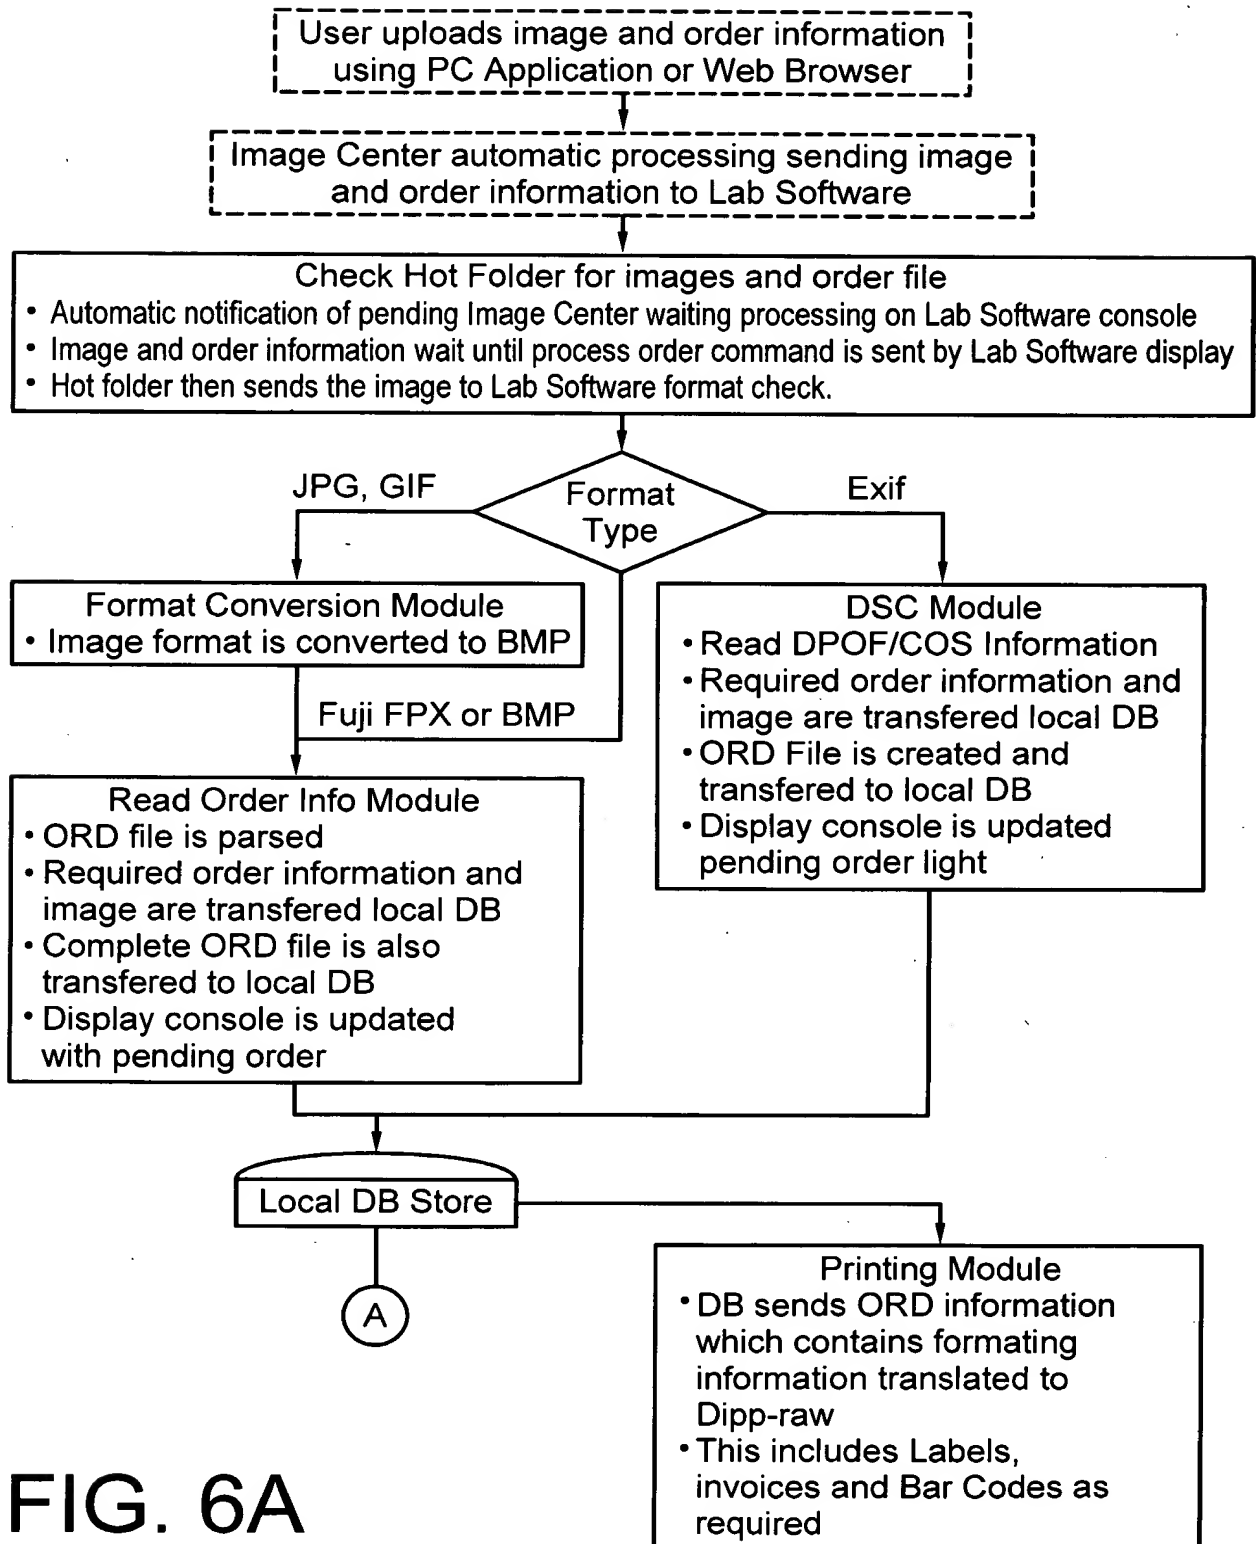 User uploads image and order information
using PC Application or Web Browser
Image Center automatic processing sending image
and order information to Lab Software
Check Hot Folder for images and order file
• Automatic notification of pending Image Center waiting processing on Lab Software console
• Image and order information wait until process order command is sent by Lab Software display
• Hot folder then sends the image to Lab Software format check.
JPG, GIF
Format
Type
Exif
Format Conversion Module
• Image format is converted to BMP
Fuji FPX or BMP
DSC Module
• Read DPOF/COS Information
• Required order information and
image are transfered local DB
• ORD File is created and
transfered to local DB
• Display console is updated
pending order light
Read Order Info Module
• ORD file is parsed
• Required order information and
image are transfered local DB
• Complete ORD file is also
transfered to local DB
• Display console is updated
with pending order
Local DB Store
A
Printing Module
• DB sends ORD information
which contains formating
information translated to
Dipp-raw
• This includes Labels,
invoices and Bar Codes as
required
FIG. 6A